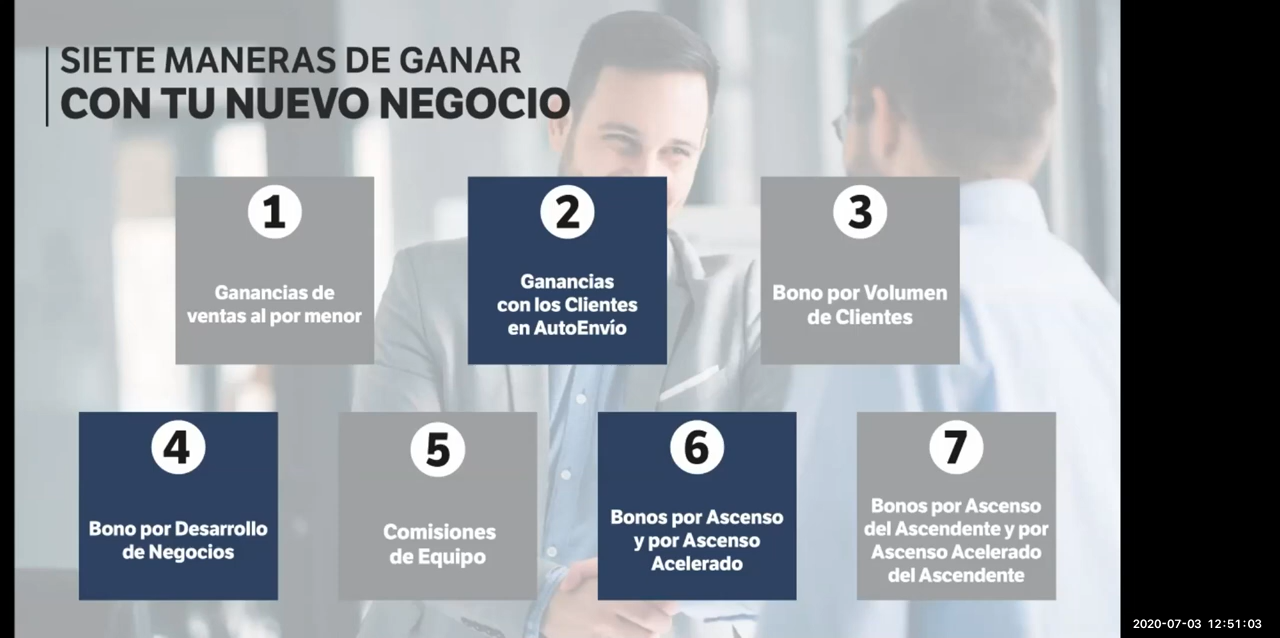 SIETE MANERAS DE GANAR
CON TU NUEVO NEGOCIO
1
Ganancias de
ventas al por menor
2
Ganancias
con los Clientes
en AutoEnvío
3
Bono por Volumen
de Clientes
4
Bono por Desarrollo
de Negocios
5
Comisiones
de Equipo
6
Bonos por Ascenso
y por Ascenso
Acelerado
7
Bonos por Ascenso
del Ascendente y por
Ascenso Acelerado
del Ascendente
2020-07-03 12:51:03